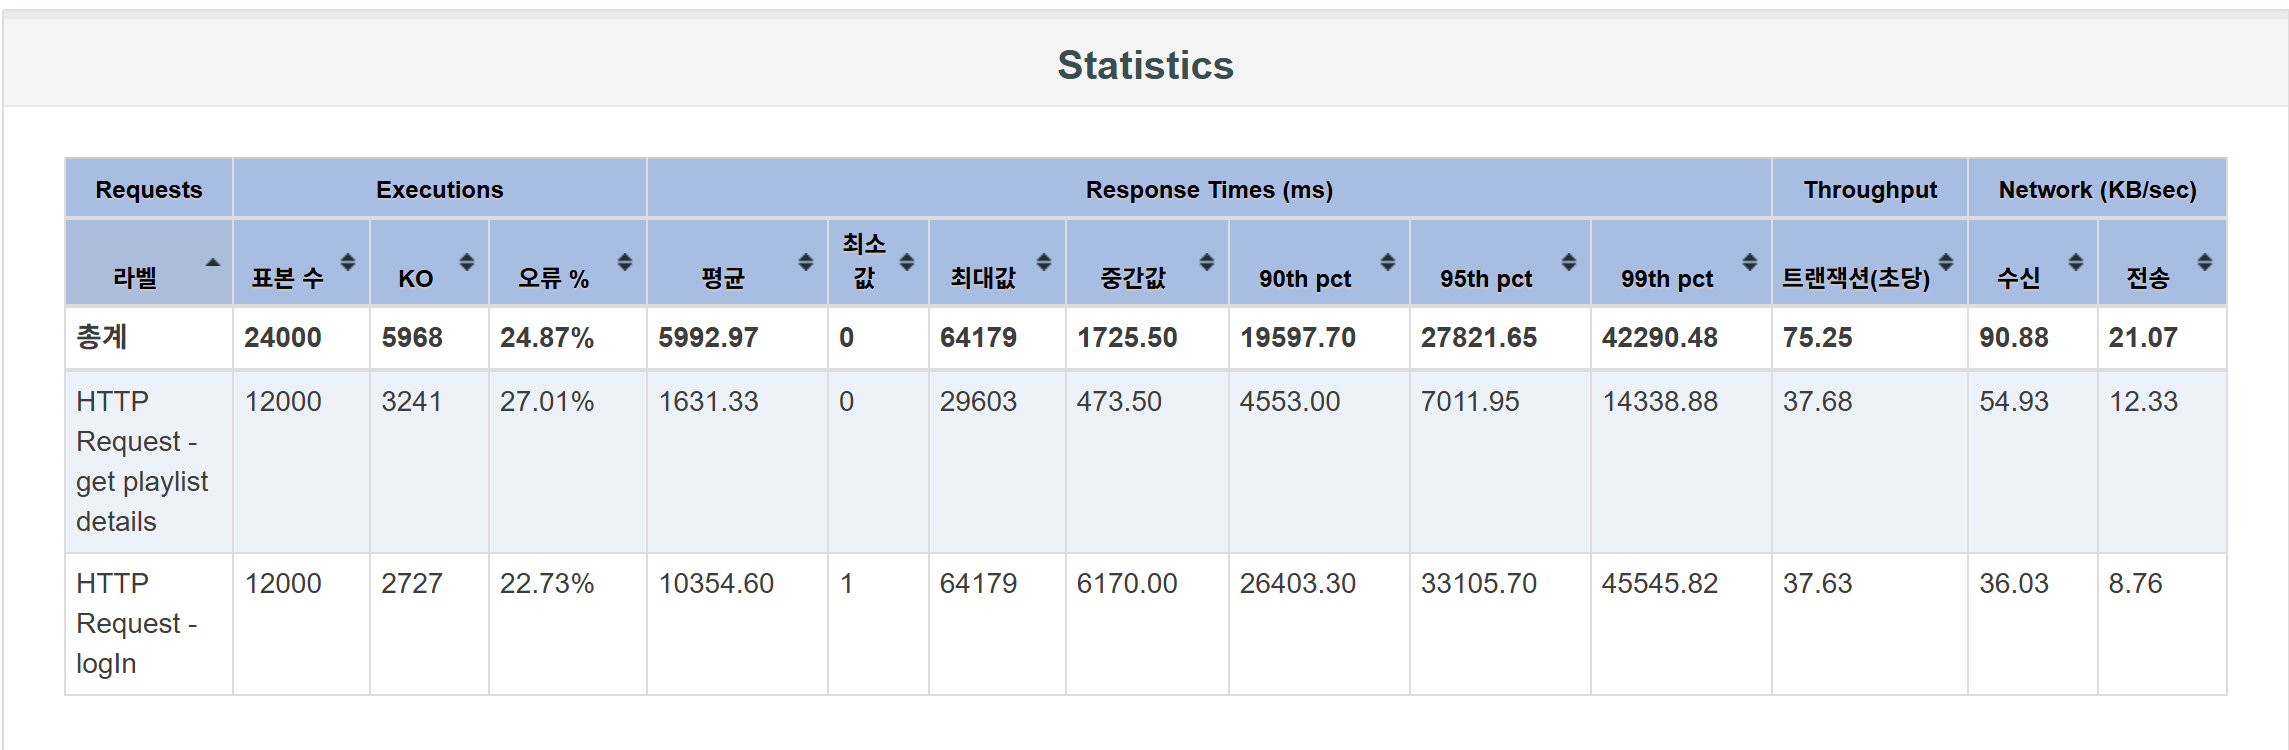 Statistics
Requests Executions Response Times (ms) Throughput Network (KB/sec)
라벨 표본 수 KO 오류 % 평균 최소값 최대값 중간값 90th pct 95th pct 99th pct 트랜잭션(초당) 수신 전송
총계 24000 5968 24.87% 5992.97 0 64179 1725.50 19597.70 27821.65 42290.48 75.25 90.88 21.07
HTTP 12000 3241 27.01% 1631.33 0 29603 473.50 4553.00 7011.95 14338.88 37.68 54.93 12.33
Request -
get playlist
details
HTTP 12000 2727 22.73% 10354.60 1 64179 6170.00 26403.30 33105.70 45545.82 37.63 36.03 8.76
Request -
logIn